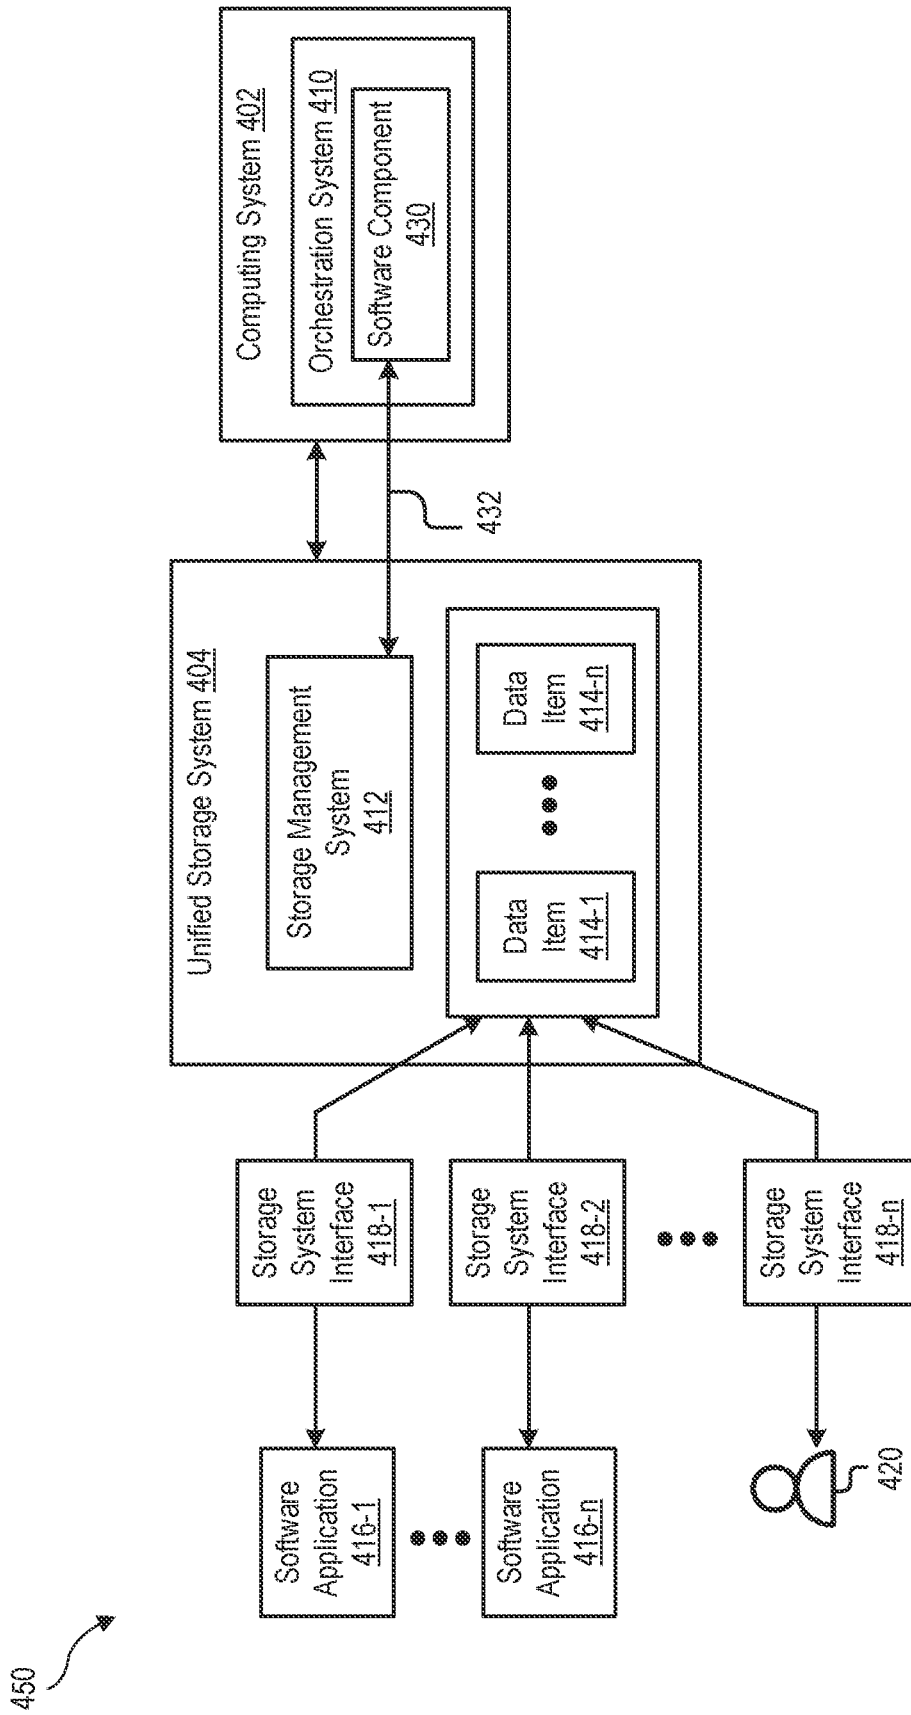 450
Software
Application
416-1
Software
Application
416-n
420
Storage
System
Interface
418-1
Storage
System
Interface
418-2
Storage
System
Interface
418-n
Unified Storage System 404
Storage Management
System
412
Data
Item
414-1
Data
Item
414-n
432
Computing System 402
Orchestration System 410
Software Component
430